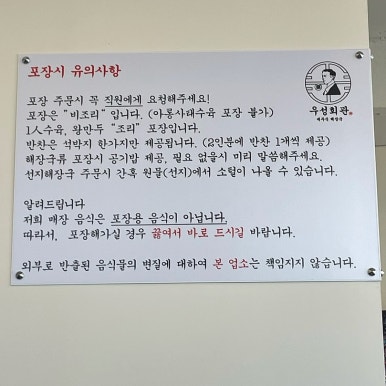 포장시 유의사항
우성회관
포장 주문시 꼭 직원에게 요청해주세요!
포장은 "비조리" 입니다. (아롱사태수육 포장 불가)
1人수육, 왕만두 "조리" 포장입니다.
반찬은 석박지 한가지만 제공됩니다. (2인분에 반찬 1개씩 제공)
해장국류 포장시 공기밥 제공, 필요 없을시 미리 말씀해주세요.
선지해장국 주문시 간혹 원물(선지)에서 소털이 나올 수 있습니다.
알려드립니다
저희 매장 음식은 포장용 음식이 아닙니다.
따라서, 포장해가실 경우 끓여서 바로 드시길 바랍니다.
외부로 반출된 음식물의 변질에 대하여 본 업소는 책임지지 않습니다.